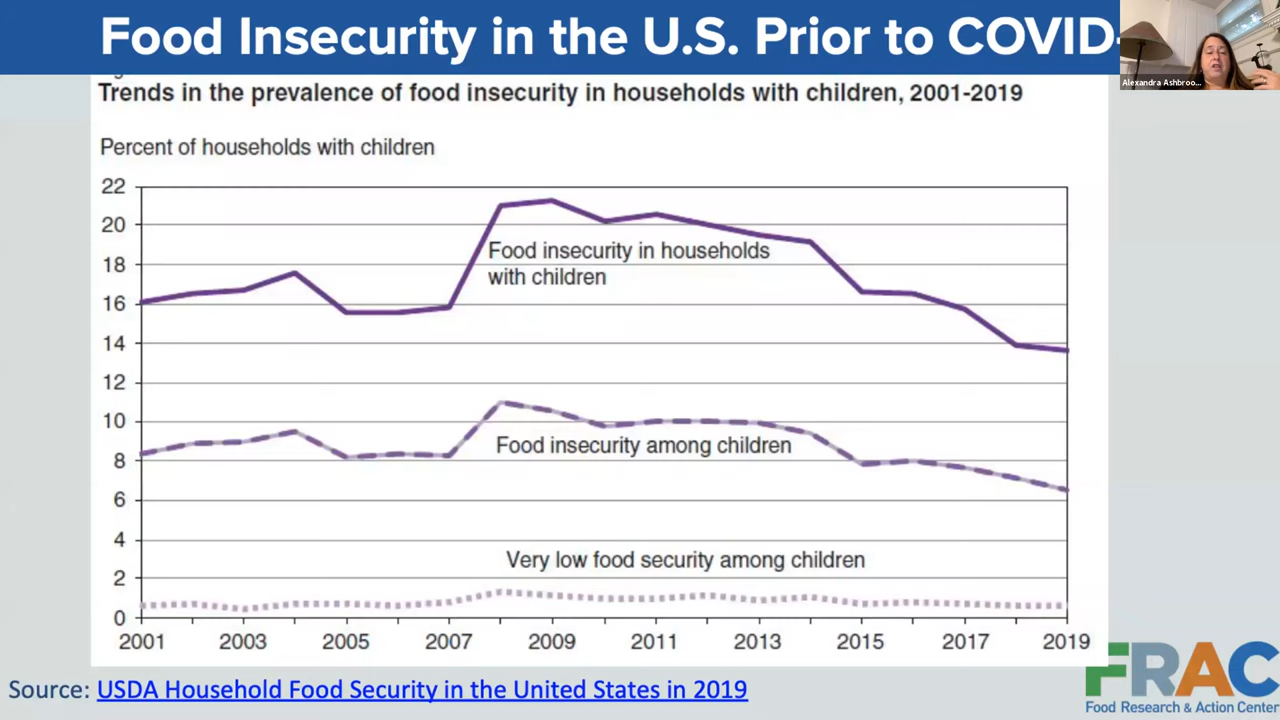 Food Insecurity in the U.S. Prior to COVID-
Alexandra Ashbroo...
Trends in the prevalence of food insecurity in households with children, 2001-2019
Percent of households with children
22
20
18
16
14
12
10
8
6
4
2
0
Food insecurity in households
with children
Food insecurity among children
Very low food security among children
2001 2003 2005 2007 2009 2011 2013 2015 2017 2019
FRAC
Food Research & Action Center
Source: USDA Household Food Security in the United States in 2019